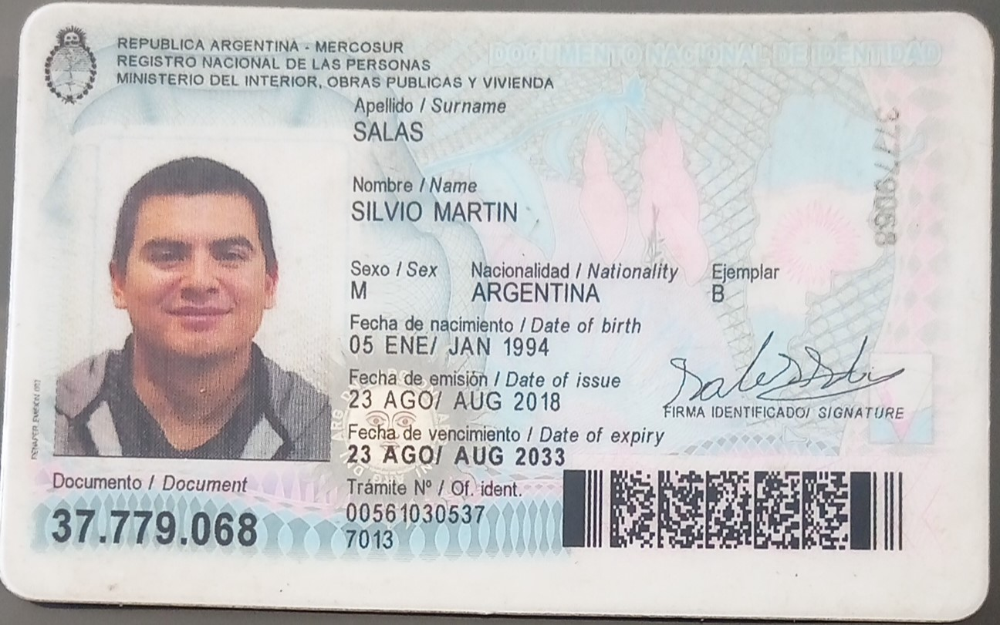 REPUBLICA ARGENTINA - MERCOSUR
REGISTRO NACIONAL DE LAS PERSONAS
MINISTERIO DEL INTERIOR, OBRAS PUBLICAS Y VIVIENDA
DOCUMENTO NACIONAL DE IDENTIDAD
Apellido / Surname
SALAS
Nombre / Name
SILVIO MARTIN
Sexo / Sex Nacionalidad / Nationality Ejemplar
M ARGENTINA B
Fecha de nacimiento / Date of birth
05 ENE/ JAN 1994
Fecha de emisión / Date of issue
23 AGO/ AUG 2018
FIRMA IDENTIFICADO/ SIGNATURE
Fecha de vencimiento / Date of expiry
23 AGO/ AUG 2033
Documento / Document
37.779.068
Trámite Nº / Of. ident.
00561030537
7013
37779068